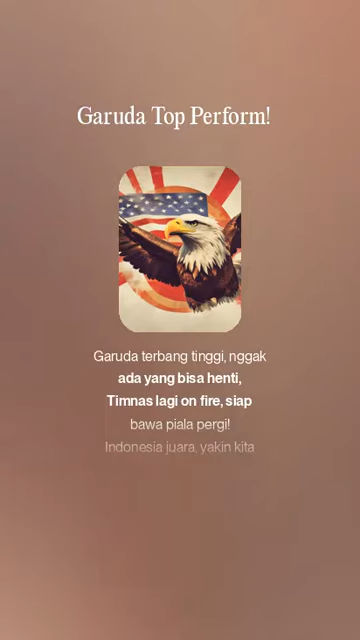 Garuda Top Perform!
Garuda terbang tinggi, nggak
ada yang bisa henti,
Timnas lagi on fire, siap
bawa piala pergi!
Indonesia juara, yakin kita